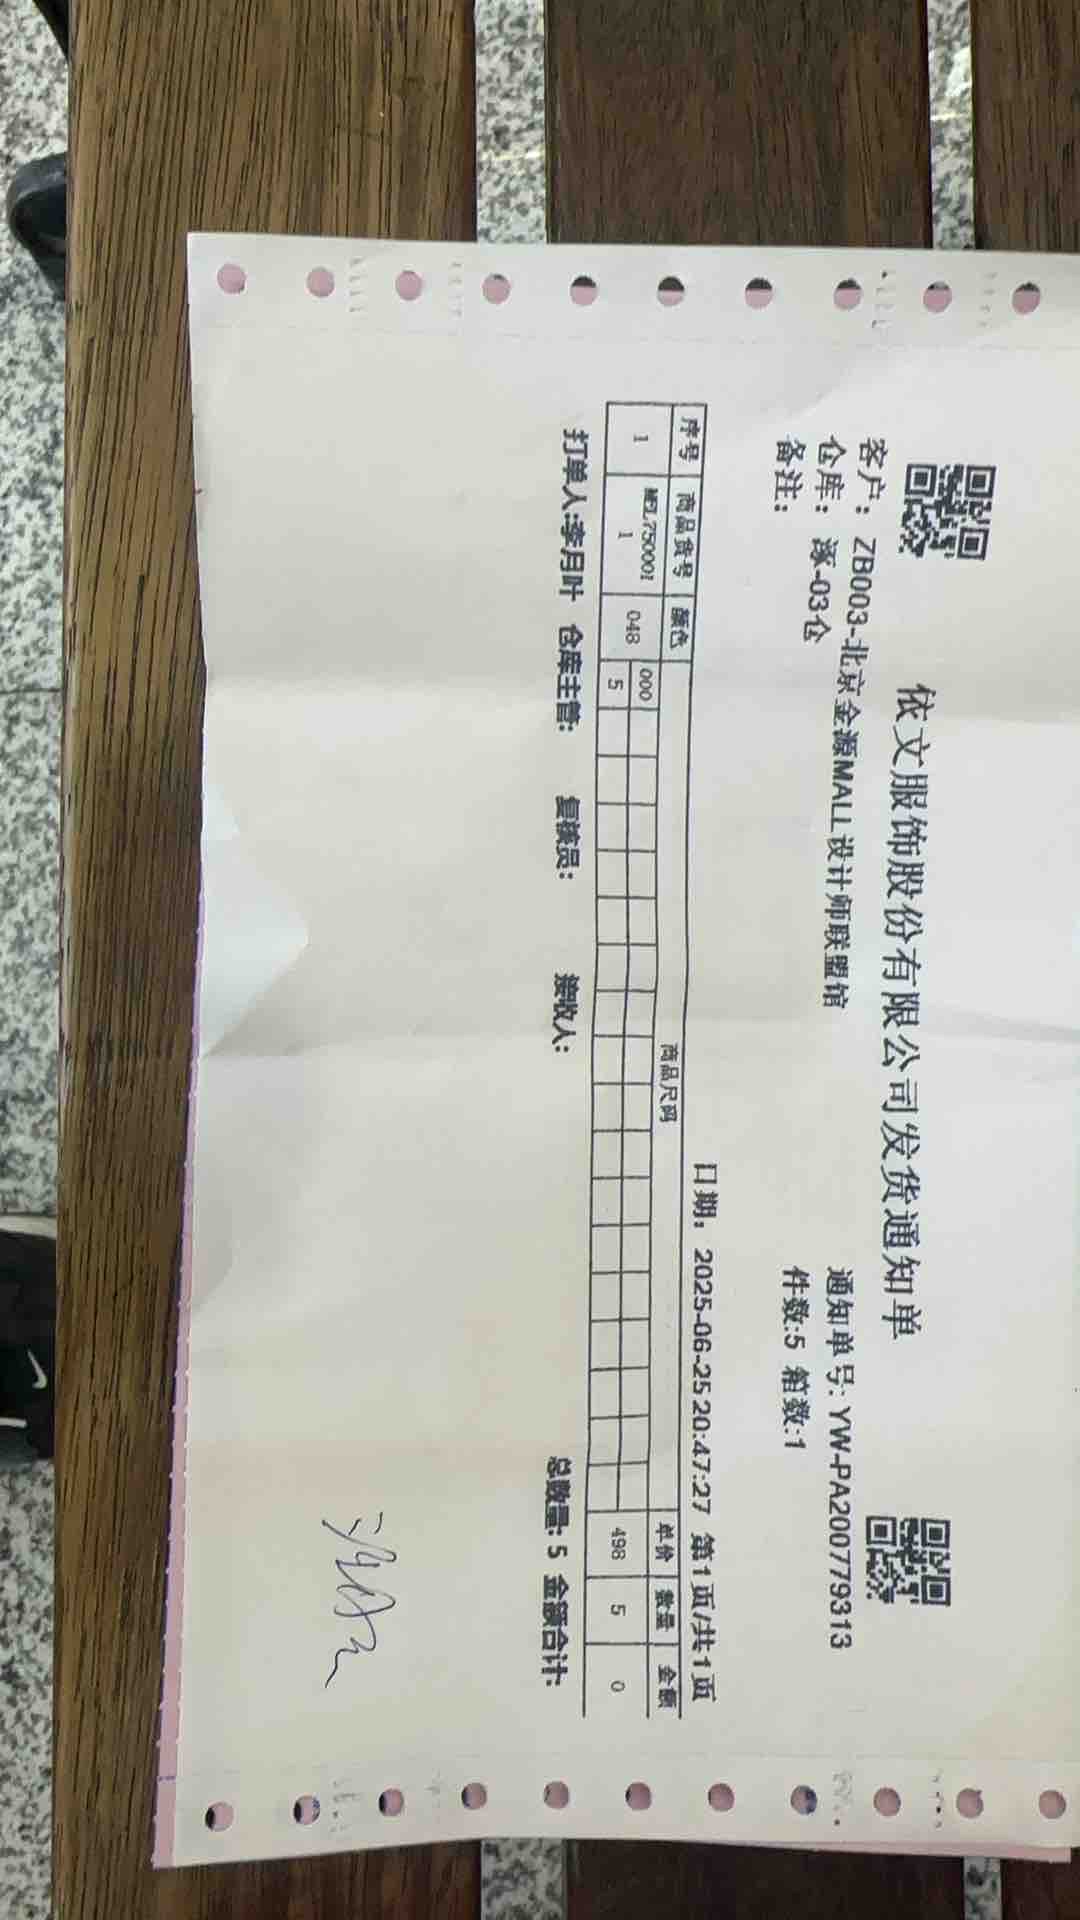 依文服饰股份有限公司发货通知单
客户：ZB003-北京金源MALL设计师联盟馆 通知单号: YW-PA200779313
仓库：涿-03仓 件数:5 箱数:1
备注：
日期：2025-06-25 20:47:27 第1页/共1页
序号 商品货号 颜色 商品尺码 单价 数量 金额
000
1 MFL750001 048 498 5 0
1 5
打单人:李月叶 仓库主管: 复核员: 接收人: 总数量: 5 金额合计: